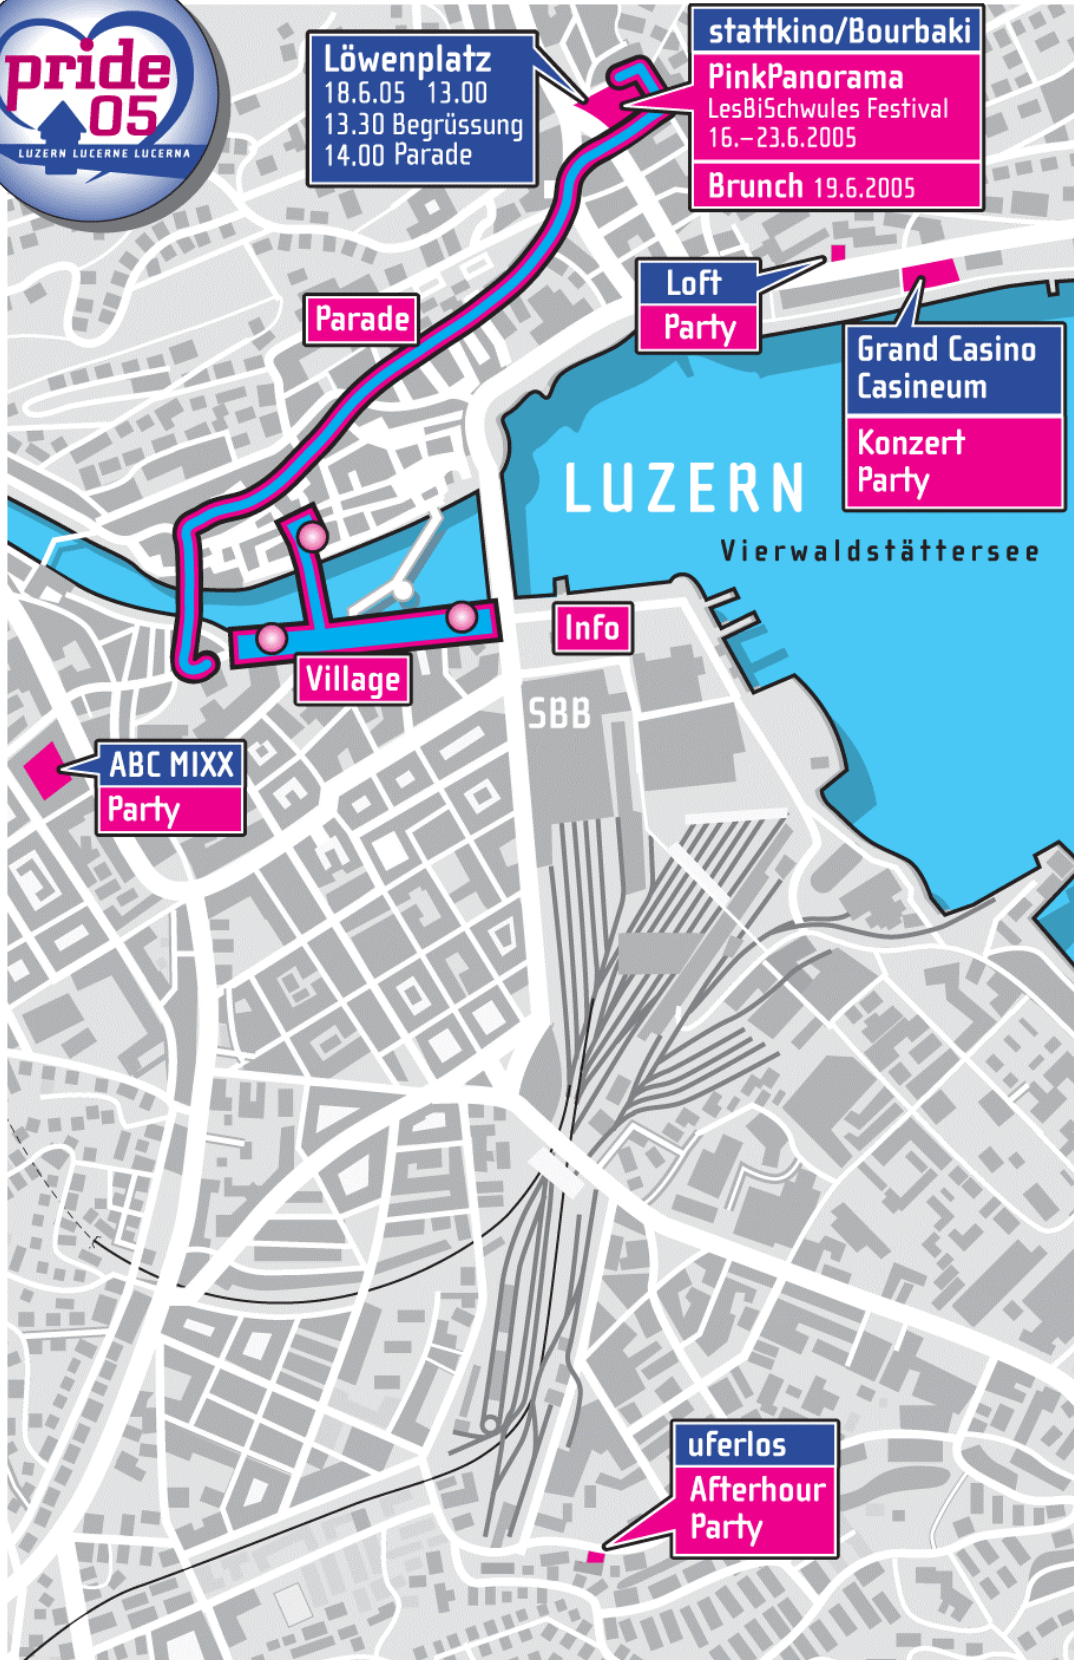 pride
05
LUZERN LUCERNE LUCERNA
Löwenplatz
18.6.05 13.00
13.30 Begrüssung
14.00 Parade
stattkino/Bourbaki
PinkPanorama
LesBiSchwules Festival
16.–23.6.2005
Brunch 19.6.2005
Loft
Party
Parade
Grand Casino
Casineum
Konzert
Party
LUZERN
Vierwaldstättersee
Info
Village
SBB
ABC MIXX
Party
uferlos
Afterhour
Party